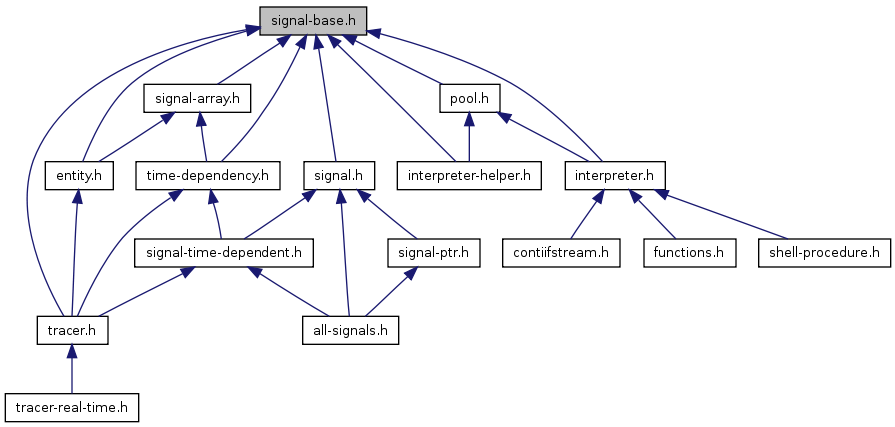 signal-base.h
signal-array.h
pool.h
entity.h
time-dependency.h
signal.h
interpreter-helper.h
interpreter.h
signal-time-dependent.h
signal-ptr.h
contiifstream.h
functions.h
shell-procedure.h
tracer.h
all-signals.h
tracer-real-time.h